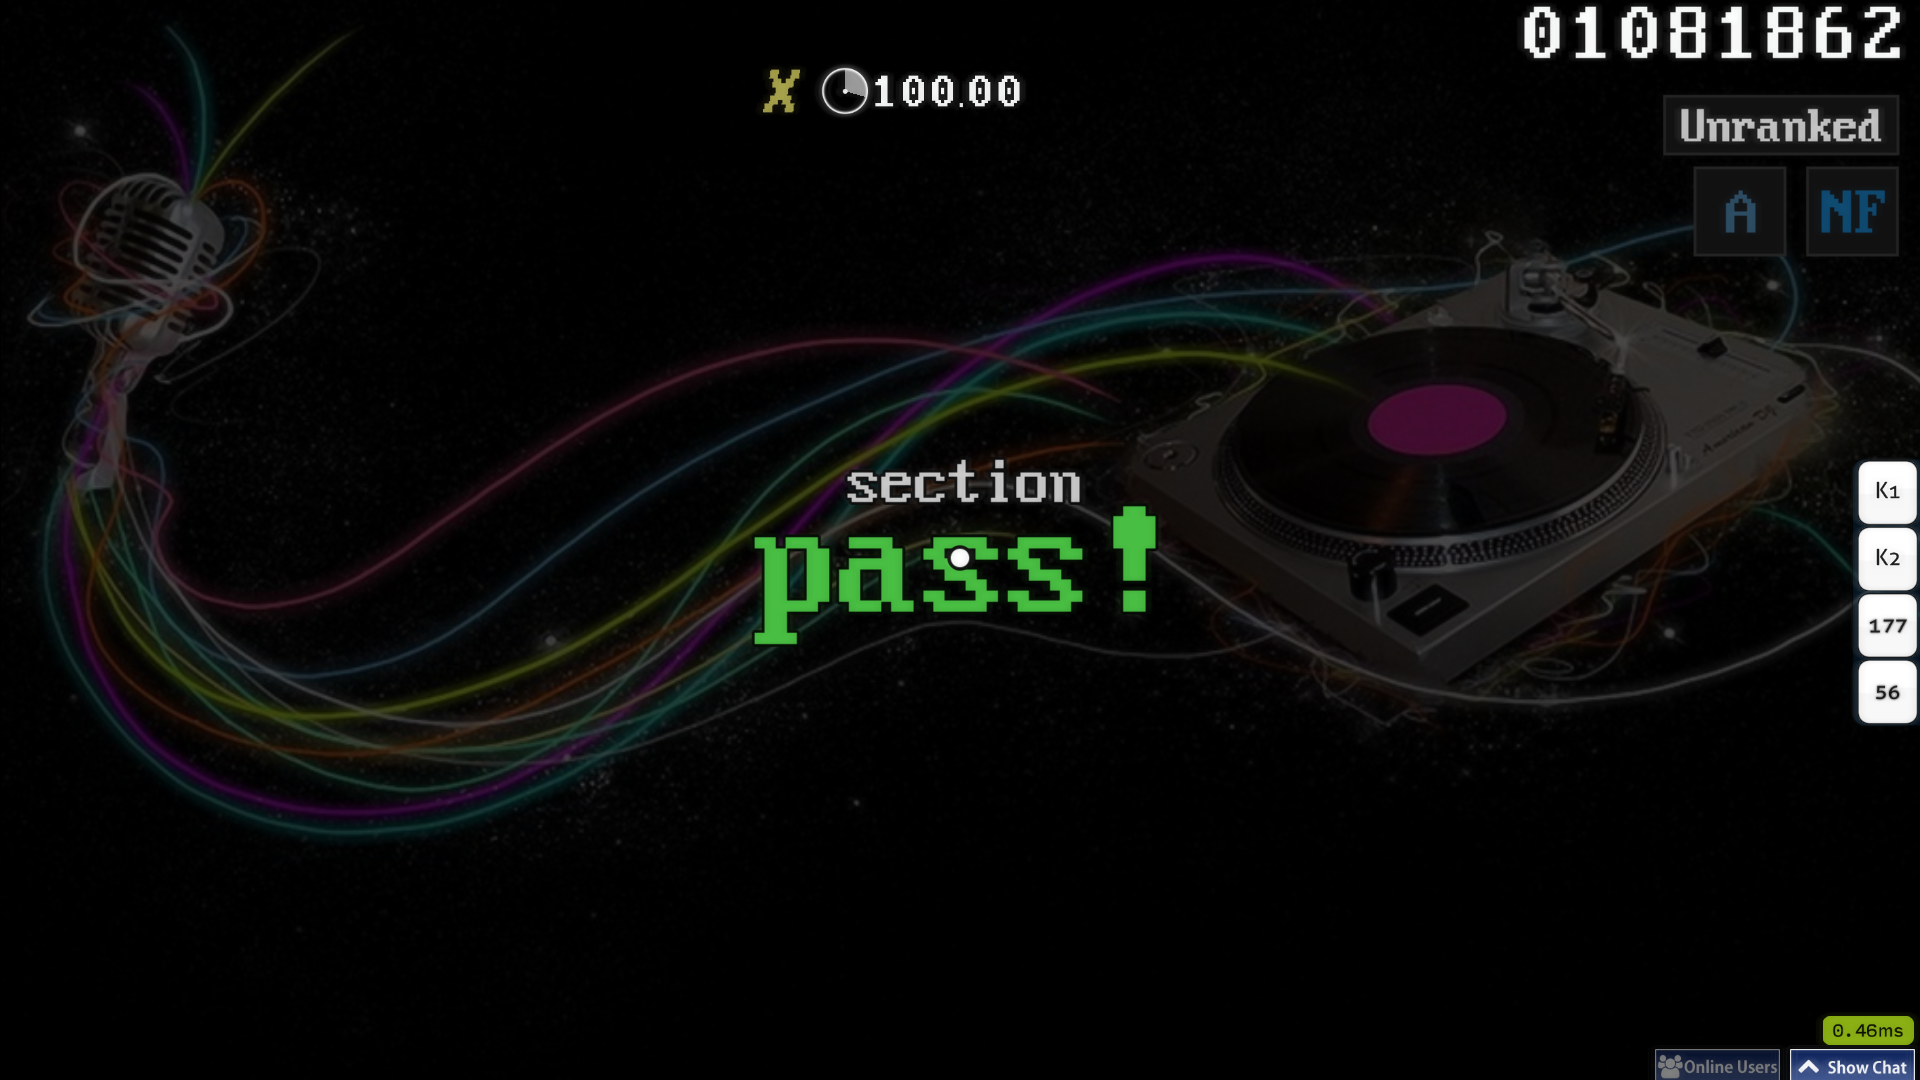 01081862
X 100.00
Unranked
A NF
section
pass!
K1
K2
177
56
0.46ms
Online Users
Show Chat